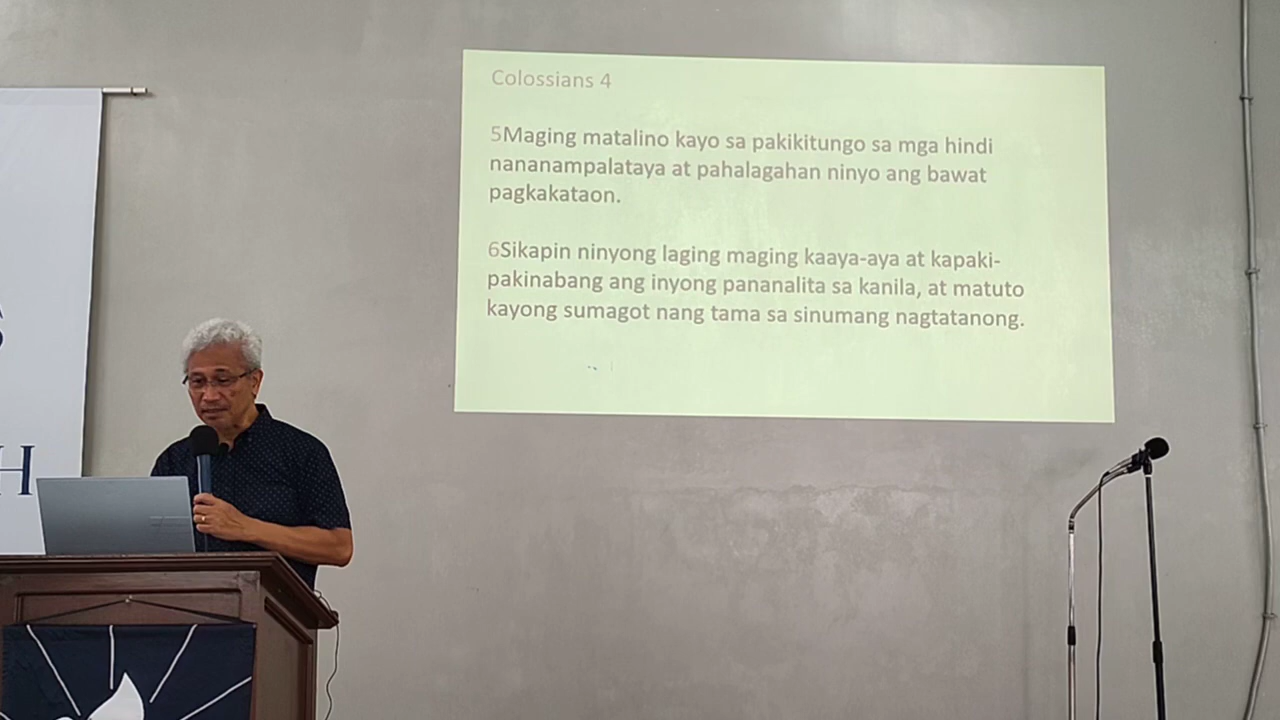 Colossians 4
5Maging matalino kayo sa pakikitungo sa mga hindi
nananampalataya at pahalagahan ninyo ang bawat
pagkakataon.
6Sikapin ninyong laging maging kaaya-aya at kapaki-
pakinabang ang inyong pananalita sa kanila, at matuto
kayong sumagot nang tama sa sinumang nagtatanong.
H